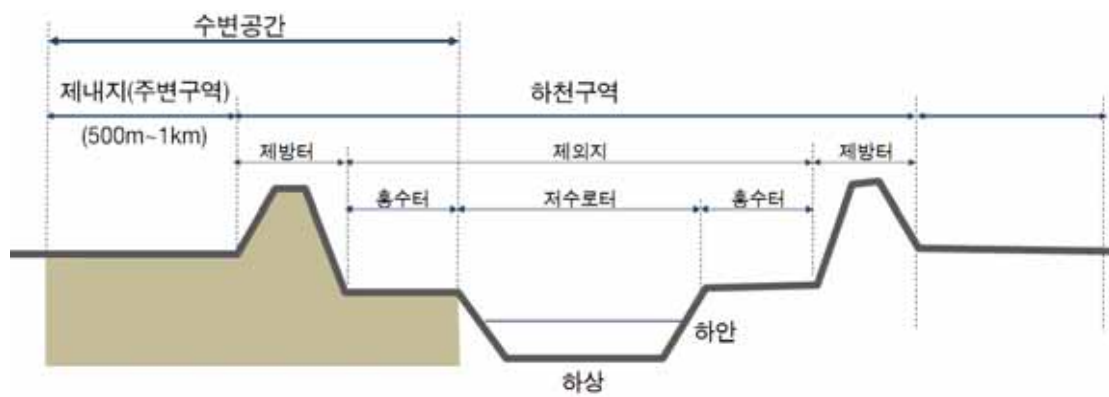 수변공간
제내지(주변구역)
하천구역
(500m~1km)
제방터
제외지
제방터
홍수터
저수로터
홍수터
하안
하상